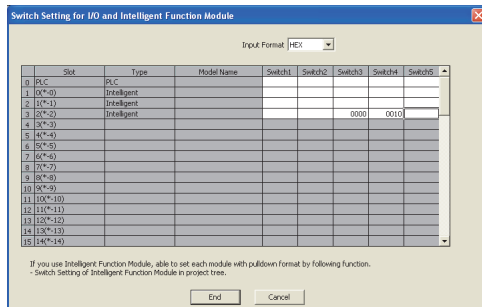 Switch Setting for I/O and Intelligent Function Module
Input Format HEX
Slot Type Model Name Switch1 Switch2 Switch3 Switch4 Switch5
0 PLC PLC
1 0(*-0) Intelligent
2 1(*-1) Intelligent
3 2(*-2) Intelligent 0000 0010
4 3(*-3)
5 4(*-4)
6 5(*-5)
7 6(*-6)
8 7(*-7)
9 8(*-8)
10 9(*-9)
11 10(*-10)
12 11(*-11)
13 12(*-12)
14 13(*-13)
15 14(*-14)
If you use Intelligent Function Module, able to set each module with pulldown format by following function.
- Switch Setting of Intelligent Function Module in project tree.
End Cancel